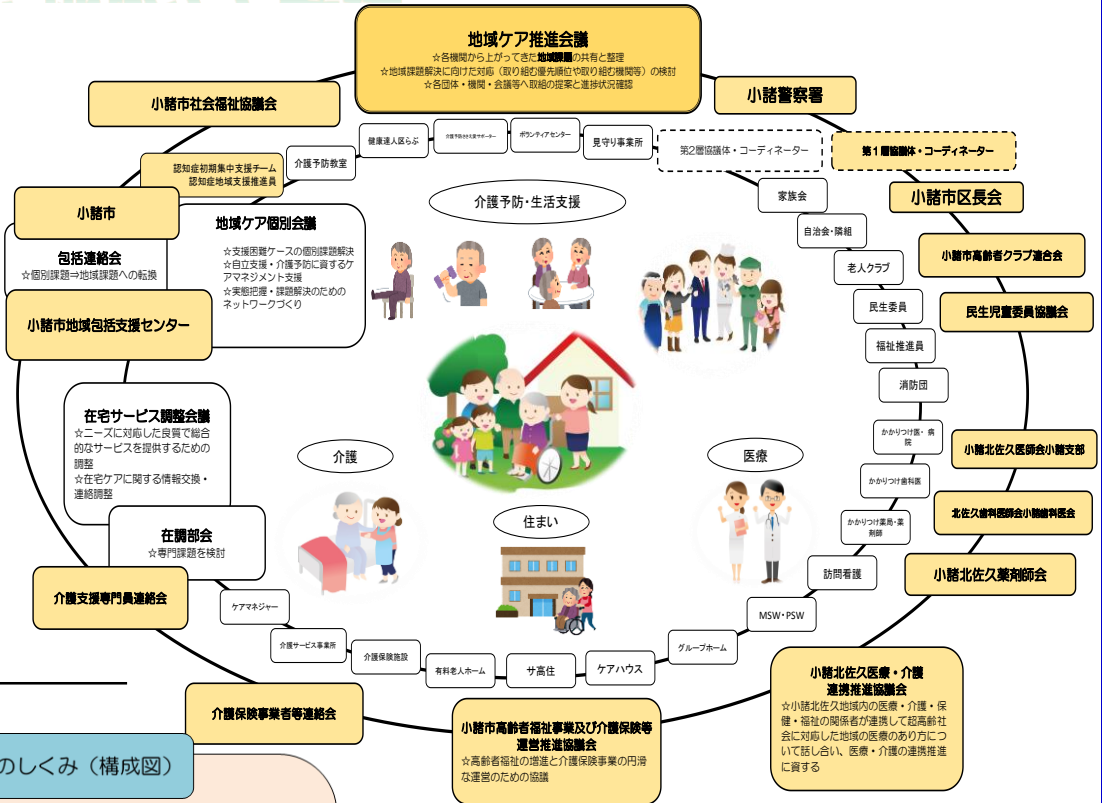 地域ケア推進会議
☆各機関から上がってきた地域課題の共有と整理
☆地域課題解決に向けた対応（取り組む優先順位や取り組む機関等）の検討
☆各団体・機関・会議等へ取組の提案と進捗状況確認
小諸市社会福祉協議会
小諸警察署
健康達人区らぶ
介護予防ささえ愛サポーター
ボランティアセンター
見守り事業所
第2層協議体・コーディネーター
第１層協議体・コーディネーター
介護予防教室
認知症初期集中支援チーム
認知症地域支援推進員
家族会
小諸市区長会
小諸市
介護予防・生活支援
地域ケア個別会議
☆支援困難ケースの個別課題解決
☆自立支援・介護予防に資するケ
アマネジメント支援
☆実態把握・課題解決のための
ネットワークづくり
包括連絡会
☆個別課題⇒地域課題への転換
自治会・隣組
小諸市高齢者クラブ連合会
老人クラブ
民生委員
民生児童委員協議会
小諸市地域包括支援センター
福祉推進員
消防団
在宅サービス調整会議
☆ニーズに対応した良質で総合
的なサービスを提供するための
調整
☆在宅ケアに関する情報交換・
連絡調整
かかりつけ医・病
院
小諸北佐久医師会小諸支部
介護
医療
かかりつけ歯科医
北佐久歯科医師会小諸歯科医会
在調部会
☆専門課題を検討
住まい
かかりつけ薬局・薬
剤師
訪問看護
小諸北佐久薬剤師会
介護支援専門員連絡会
ケアマネジャー
MSW・PSW
介護サービス事業所
介護保険施設
有料老人ホーム
サ高住
ケアハウス
グループホーム
介護保険事業者等連絡会
小諸市高齢者福祉事業及び介護保険等
運営推進協議会
☆高齢者福祉の増進と介護保険事業の円滑
な運営のための協議
小諸北佐久医療・介護
連携推進協議会
☆小諸北佐久地域内の医療・介護・保
健・福祉の関係者が連携して超高齢社
会に対応した地域の医療のあり方につ
いて話し合い、医療・介護の連携推進
に資する
のしくみ（構成図）